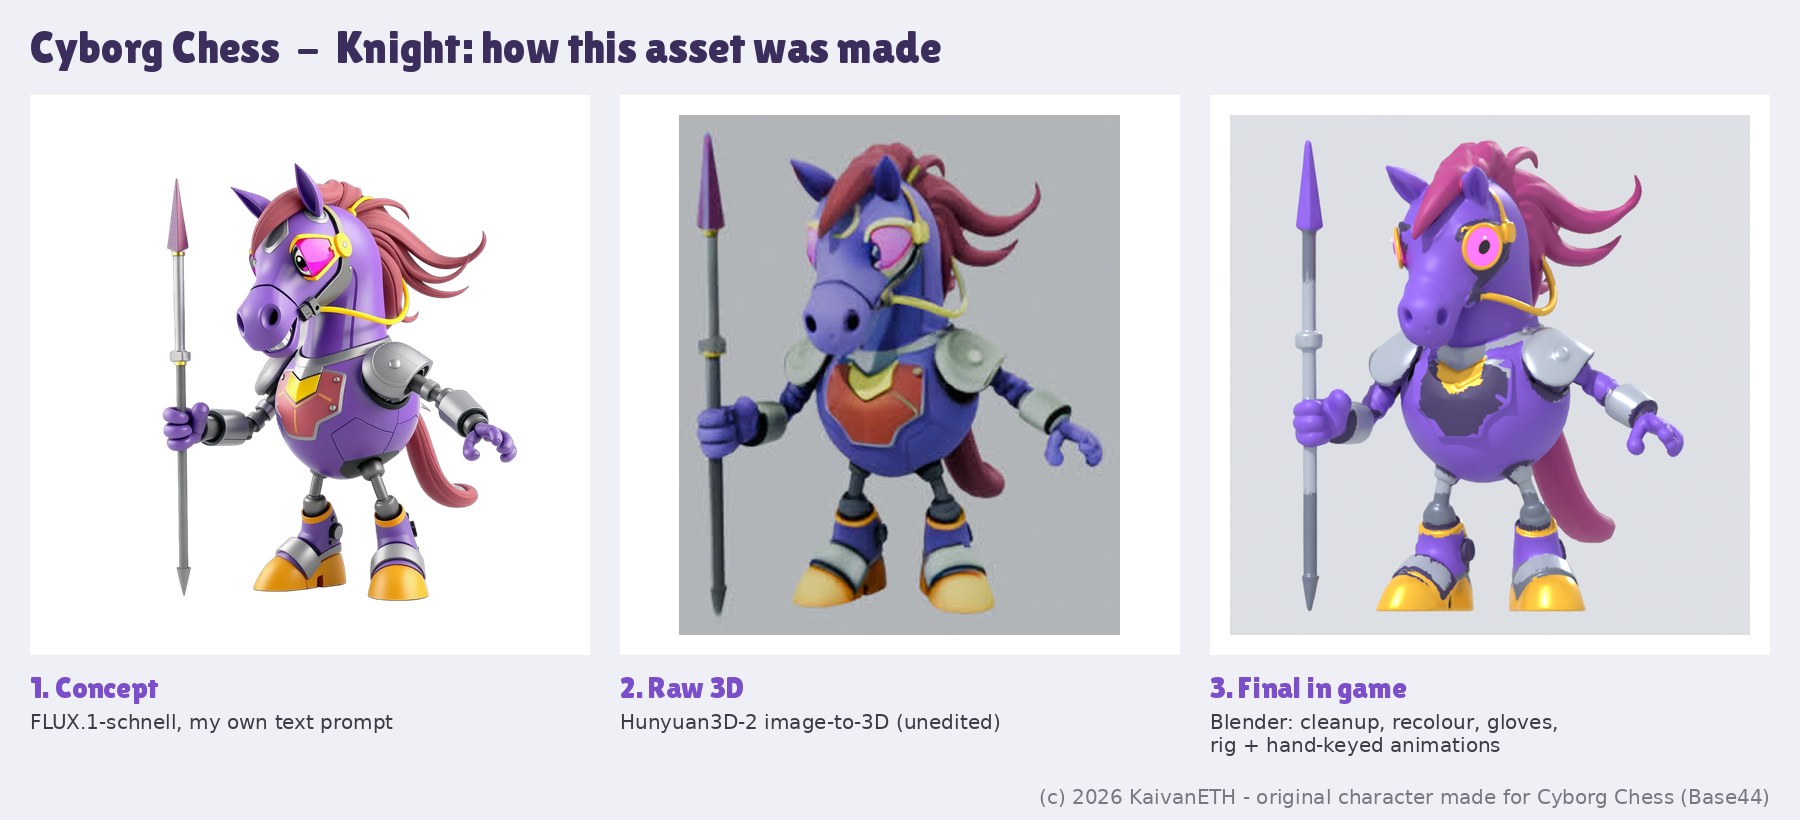 Cyborg Chess – Knight: how this asset was made
1. Concept
FLUX.1-schnell, my own text prompt
2. Raw 3D
Hunyuan3D-2 image-to-3D (unedited)
3. Final in game
Blender: cleanup, recolour, gloves,
rig + hand-keyed animations
(c) 2026 KaivanETH - original character made for Cyborg Chess (Base44)